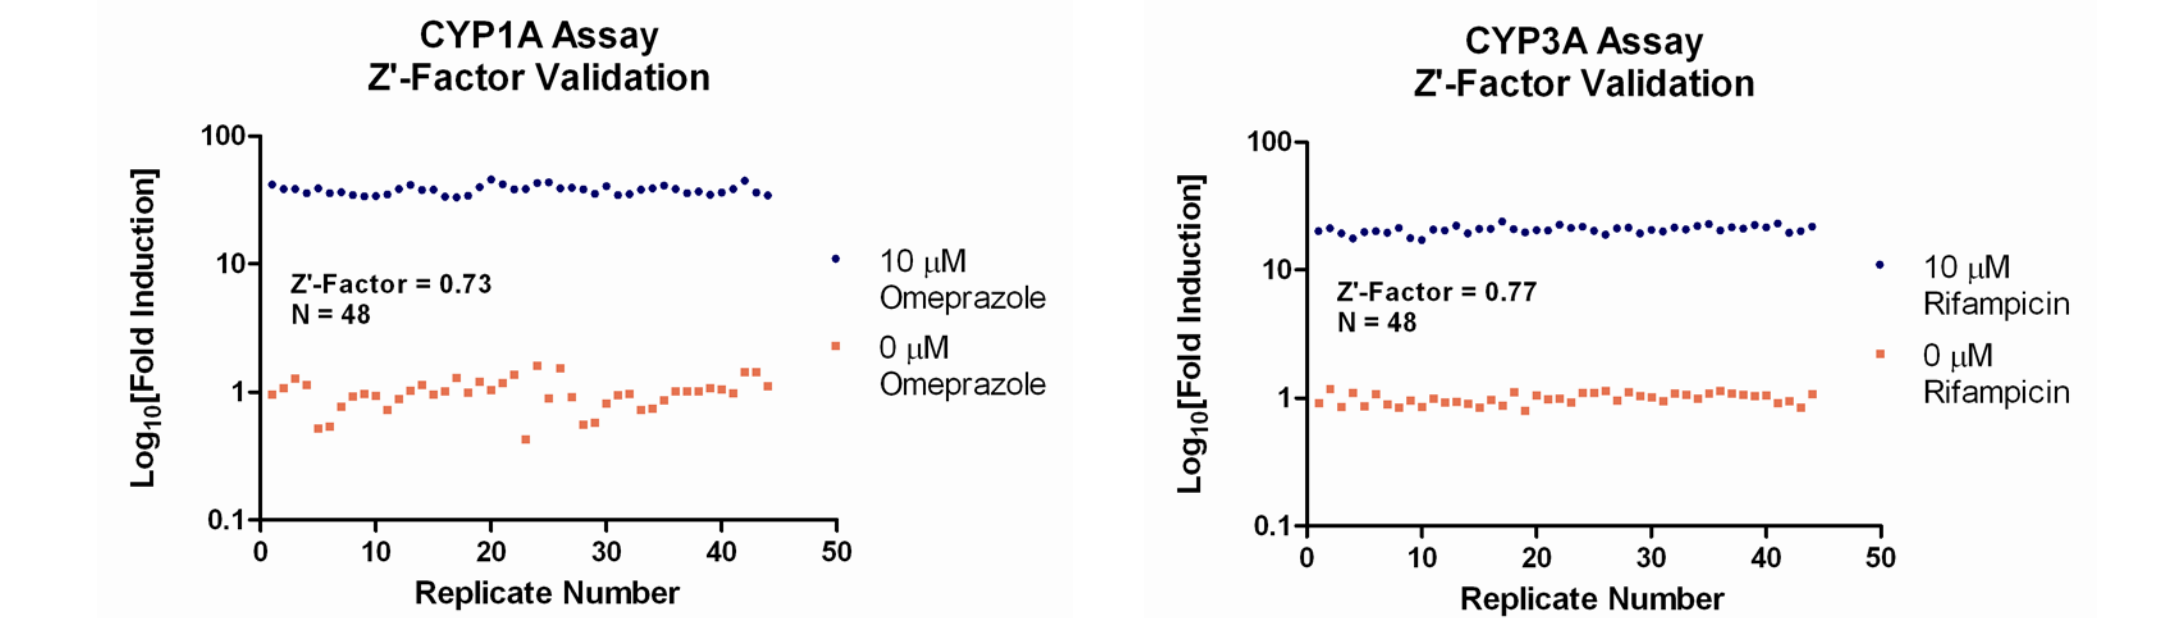 CYP1A Assay
Z'-Factor Validation
Log10[Fold Induction]
100
10
1
0.1
Z'-Factor = 0.73
N = 48
0 10 20 30 40 50
Replicate Number
10 μM
Omeprazole
0 μM
Omeprazole
CYP3A Assay
Z'-Factor Validation
Log10[Fold Induction]
100
10
1
0.1
Z'-Factor = 0.77
N = 48
0 10 20 30 40 50
Replicate Number
10 μM
Rifampicin
0 μM
Rifampicin